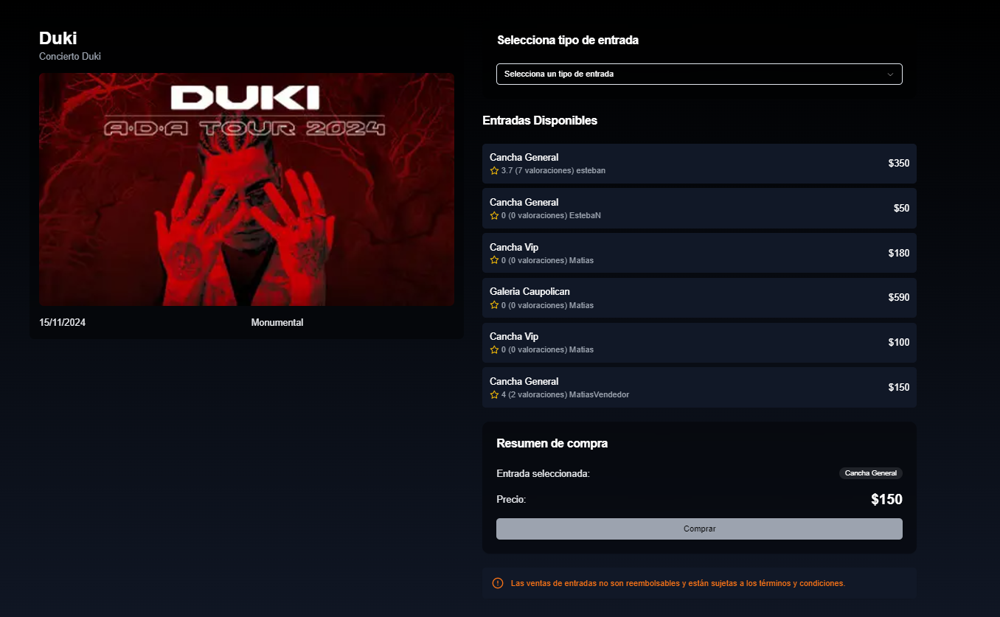 Duki
Concierto Duki
DUKI
A·D·A TOUR 2024
15/11/2024
Monumental
Selecciona tipo de entrada
Selecciona un tipo de entrada
Entradas Disponibles
Cancha General
$350
3.7 (7 valoraciones) esteban
Cancha General
$50
0 (0 valoraciones) EstebaN
Cancha Vip
$180
0 (0 valoraciones) Matias
Galeria Caupolican
$590
0 (0 valoraciones) Matias
Cancha Vip
$100
0 (0 valoraciones) Matias
Cancha General
$150
4 (2 valoraciones) MatiasVendedor
Resumen de compra
Entrada seleccionada:
Cancha General
Precio:
$150
Comprar
Las ventas de entradas no son reembolsables y están sujetas a los términos y condiciones.